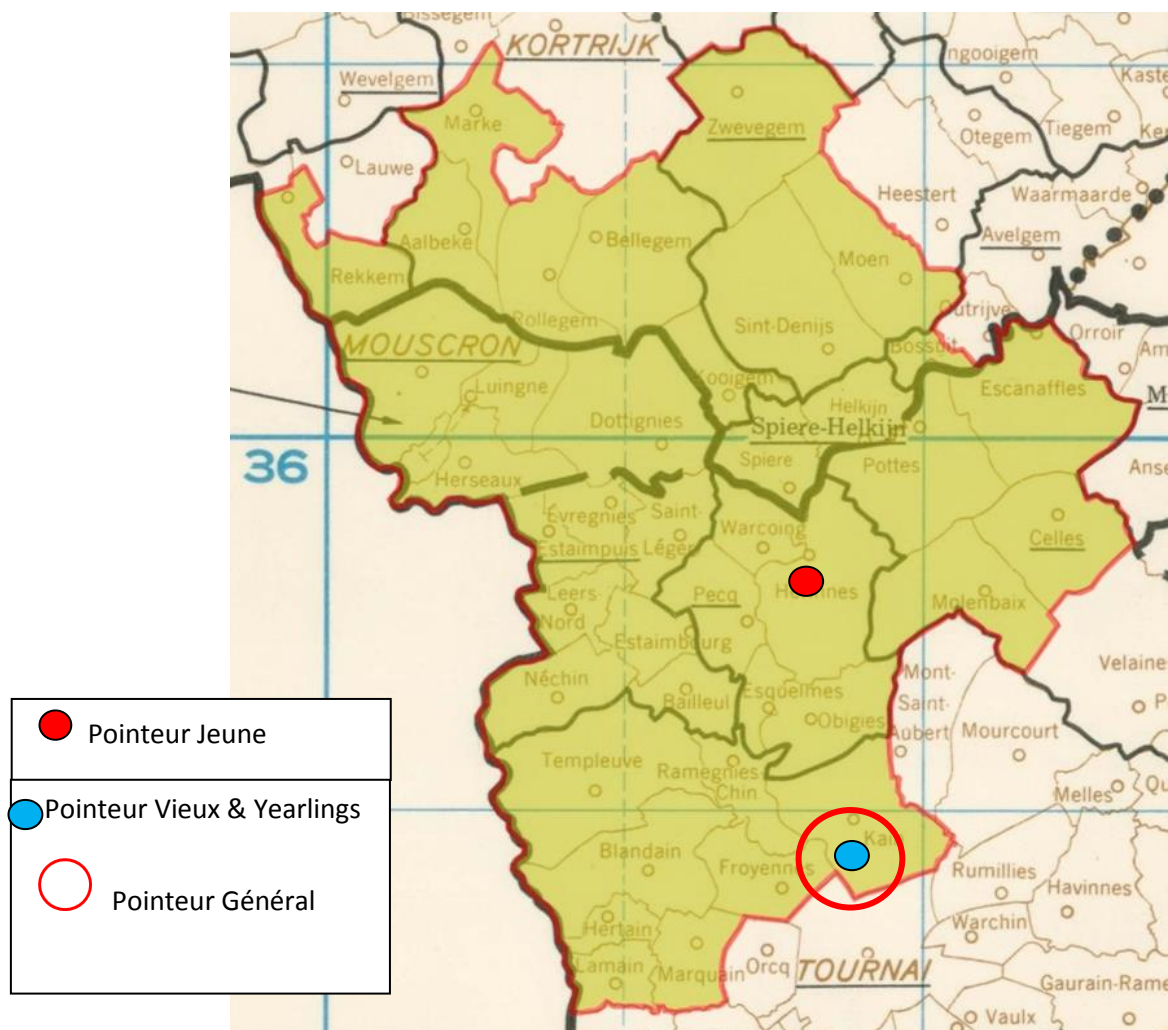 Bissegem
KORTRIJK
Wevelgem
Marke
Lauwe
Zwevegem
Ingooigem
Otegem
Tiegem
Heestert
Waarmaarde
Avelgem
Aalbeke
Bellegem
Moen
Rekkem
Rollegem
Sint-Denijs
Outrijve
Bossuit
Orroir
MOUSCRON
Luingne
Kooigem
Escanaffles
Helkijn
Dottignies
Spiere-Helkijn
36
Herseaux
Spiere
Pottes
Évregnies
Saint-
Léger
Warcoing
Celles
Estaimpuis
Leers-
Nord
Pecq
Molenbaix
Estaimbourg
Néchin
Bailleul
Esquelmes
Obigies
Mont-
Saint-
Aubert
Velaines
Mourcourt
Templeuve
Ramegnies-
Chin
Melles
Kain
Blandain
Froyennes
Rumillies
Havinnes
Hertain
Warchin
Lamain
Marquain
Orcq
TOURNAI
Gaurain-Rame
Vaulx
Pointeur Jeune
Pointeur Vieux & Yearlings
Pointeur Général